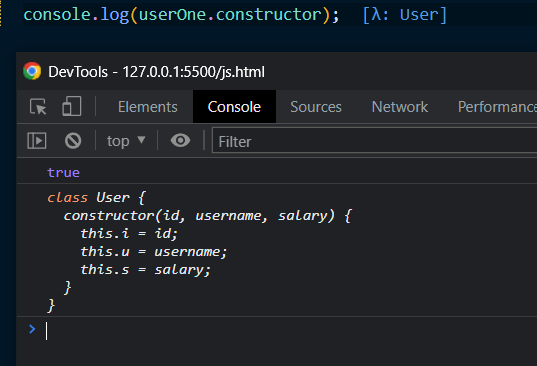 console.log(userOne.constructor); [λ: User]
DevTools - 127.0.0.1:5500/js.html
Elements Console Sources Network Performance
top ▼ Filter
true
class User {
  constructor(id, username, salary) {
    this.i = id;
    this.u = username;
    this.s = salary;
  }
}
>